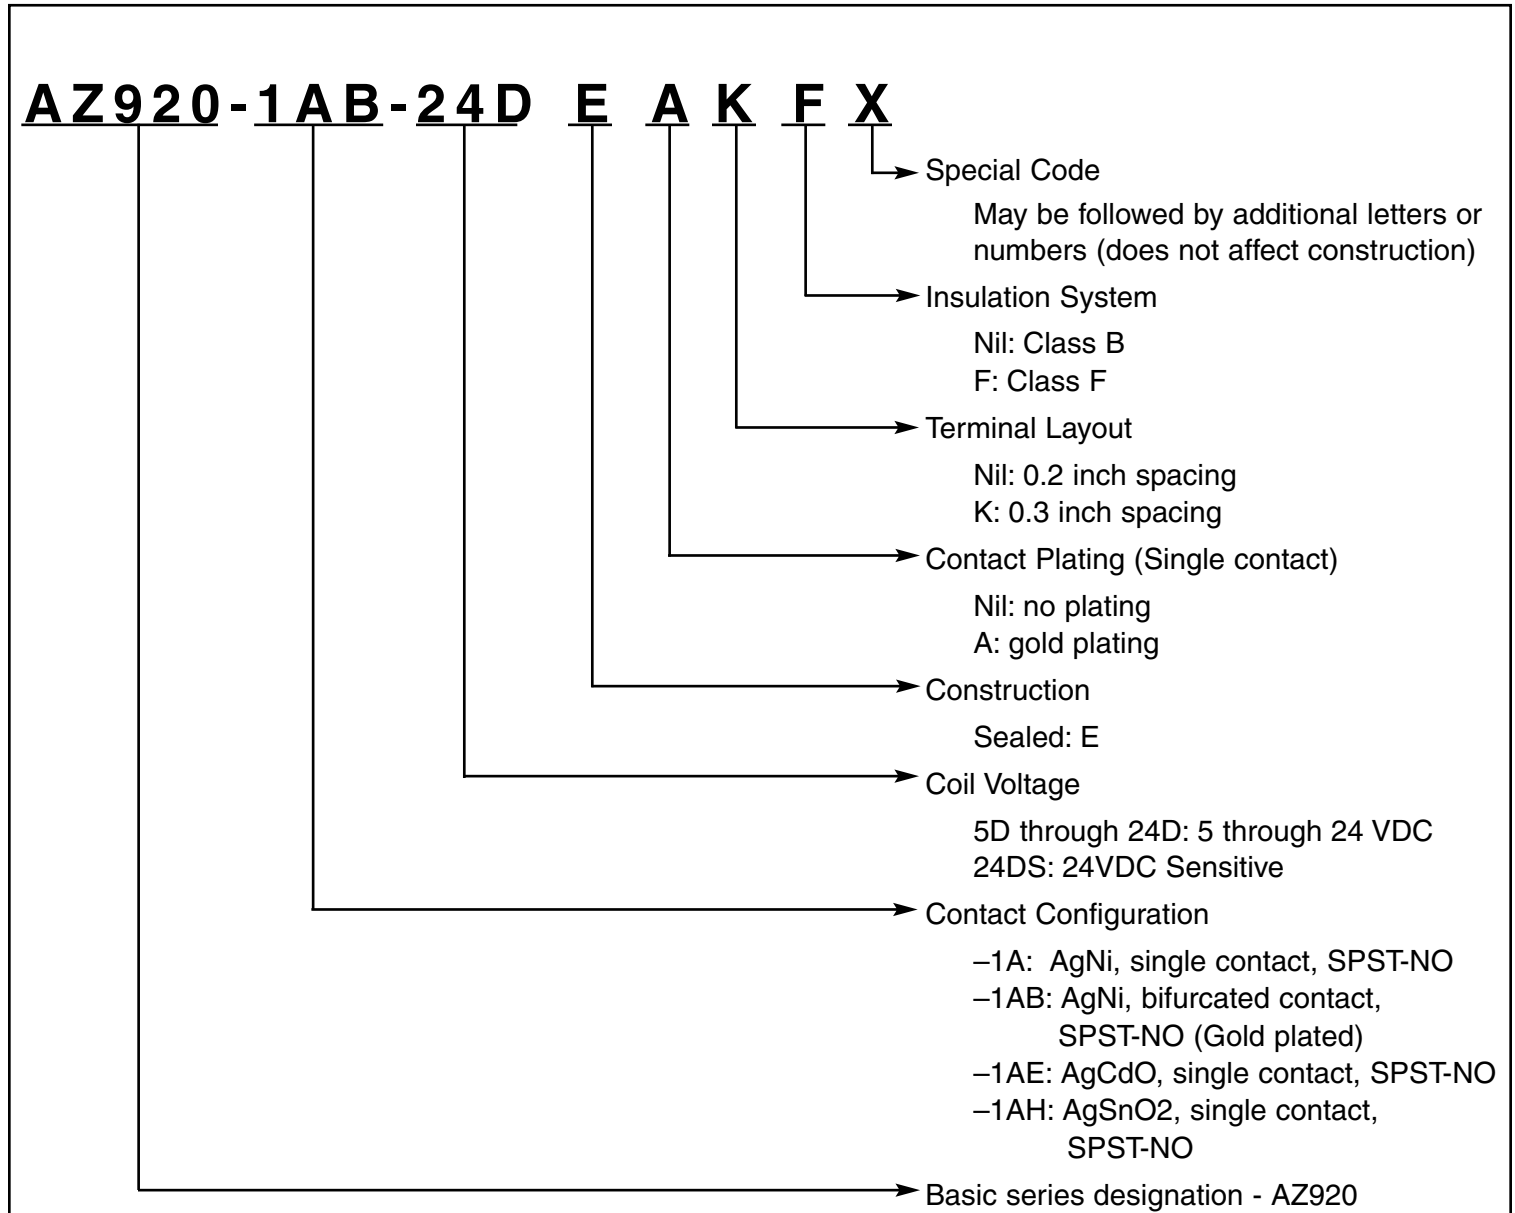 AZ920-1AB-24D E A K F X
Special Code
May be followed by additional letters or
numbers (does not affect construction)
Insulation System
Nil: Class B
F: Class F
Terminal Layout
Nil: 0.2 inch spacing
K: 0.3 inch spacing
Contact Plating (Single contact)
Nil: no plating
A: gold plating
Construction
Sealed: E
Coil Voltage
5D through 24D: 5 through 24 VDC
24DS: 24VDC Sensitive
Contact Configuration
–1A: AgNi, single contact, SPST-NO
–1AB: AgNi, bifurcated contact,
SPST-NO (Gold plated)
–1AE: AgCdO, single contact, SPST-NO
–1AH: AgSnO2, single contact,
SPST-NO
Basic series designation - AZ920